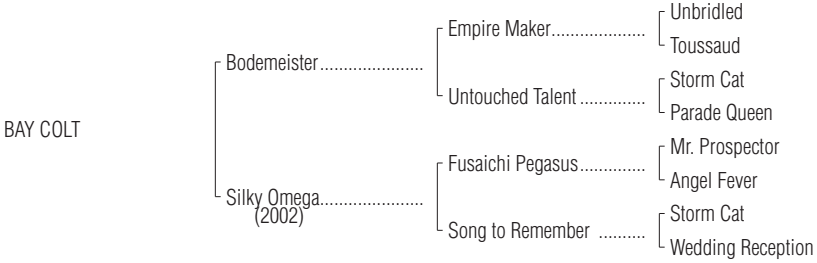 Unbridled
Empire Maker....................
Toussaud
Bodemeister......................
Storm Cat
Untouched Talent ..............
Parade Queen
BAY COLT
Mr. Prospector
Fusaichi Pegasus..............
Angel Fever
Silky Omega......................
(2002)
Storm Cat
Song to Remember ..........
Wedding Reception